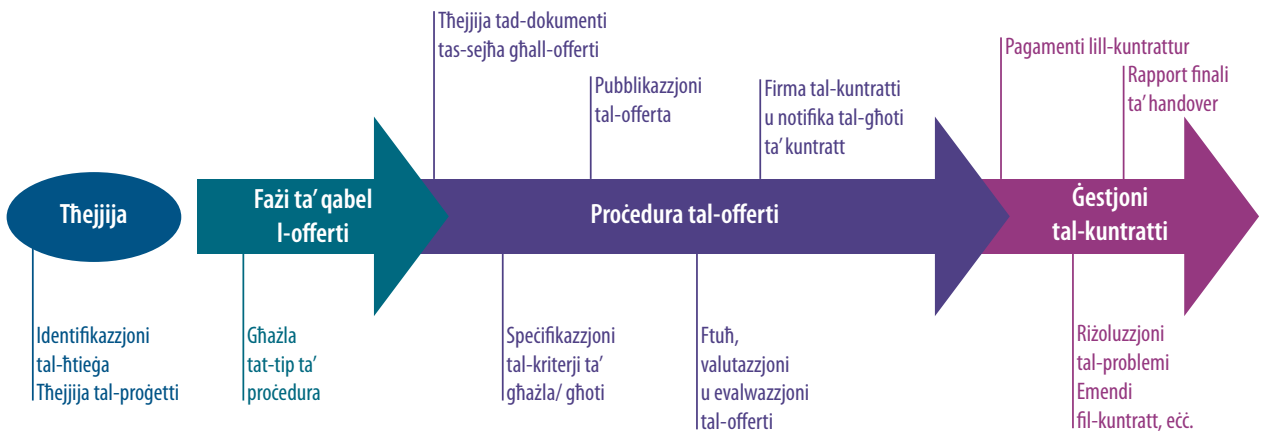 Tħejjija tad-dokumenti
tas-sejħa għall-offerti
Pubblikazzjoni
tal-offerta
Firma tal-kuntratti
u notifika tal-għoti
ta’ kuntratt
Pagamenti lill-kuntrattur
Rapport finali
ta’ handover
Tħejjija
Fażi ta’ qabel
l-offerti
Proċedura tal-offerti
Ġestjoni
tal-kuntratti
Identifikazzjoni
tal-ħtieġa
Tħejjija tal-proġetti
Għażla
tat-tip ta’
proċedura
Speċifikazzjoni
tal-kriterji ta’
għażla/ għoti
Ftuħ,
valutazzjoni
u evalwazzjoni
tal-offerti
Riżoluzzjoni
tal-problemi
Emendi
fil-kuntratt, eċċ.